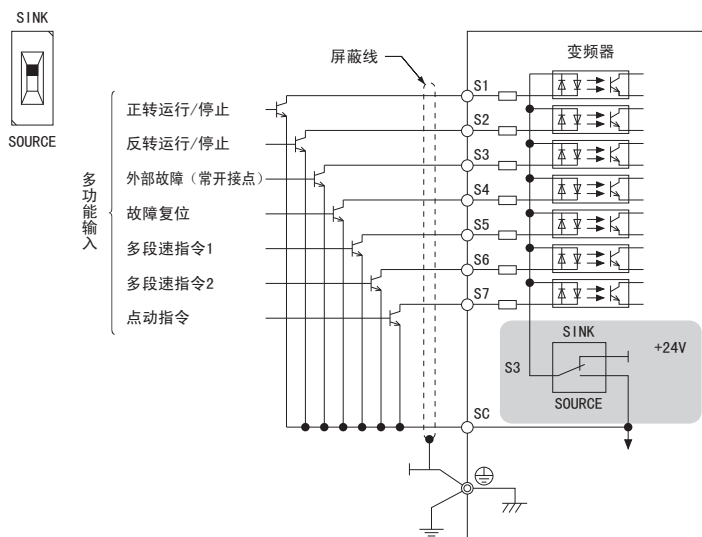 SINK
SOURCE
屏蔽线
变频器
多功能输入
正转运行/停止
反转运行/停止
外部故障（常开接点）
故障复位
多段速指令1
多段速指令2
点动指令
S1
S2
S3
S4
S5
S6
S7
SINK
+24V
S3
SOURCE
SC